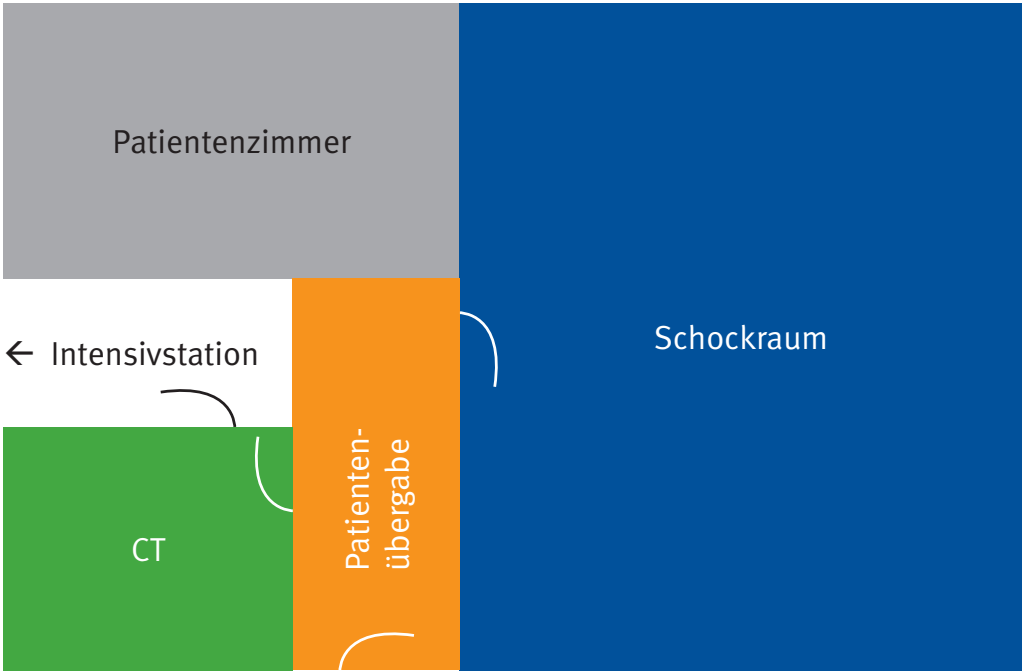 Patientenzimmer
← Intensivstation
Schockraum
Patienten-
übergabe
CT